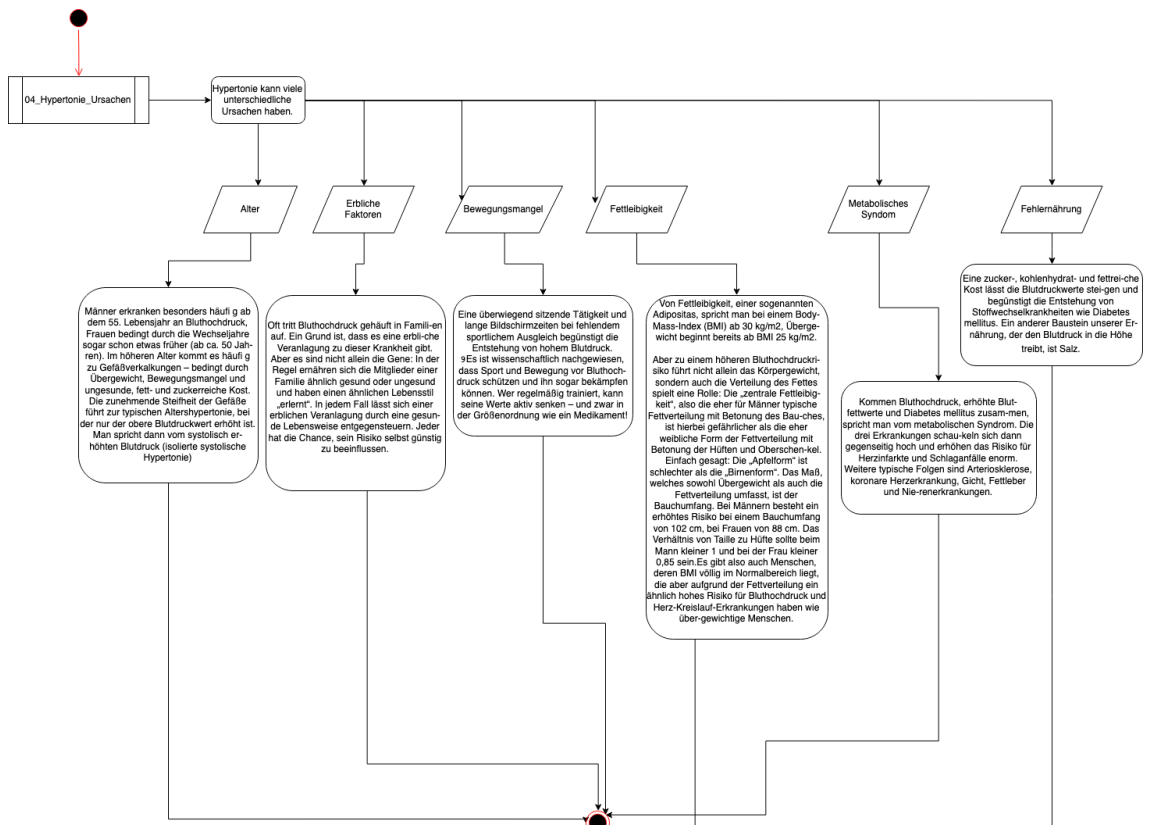 04_Hypertonie_Ursachen
Hypertonie kann viele
unterschiedliche
Ursachen haben.
Alter
Erbliche
Faktoren
Bewegungsmangel
Fettleibigkeit
Metabolisches
Syndom
Fehlernährung
Männer erkranken besonders häufi g ab
dem 55. Lebensjahr an Bluthochdruck,
Frauen bedingt durch die Wechseljahre
sogar schon etwas früher (ab ca. 50 Jah-
ren). Im höheren Alter kommt es häufi g
zu Gefäßverkalkungen – bedingt durch
Übergewicht, Bewegungsmangel und
ungesunde, fett- und zuckerreiche Kost.
Die zunehmende Steifheit der Gefäße
führt zur typischen Altershypertonie, bei
der nur der obere Blutdruckwert erhöht ist.
Man spricht dann vom systolisch er-
höhten Blutdruck (isolierte systolische
Hypertonie)
Oft tritt Bluthochdruck gehäuft in Famili-en
auf. Ein Grund ist, dass es eine erbli-che
Veranlagung zu dieser Krankheit gibt.
Aber es sind nicht allein die Gene: In der
Regel ernähren sich die Mitglieder einer
Familie ähnlich gesund oder ungesund
und haben einen ähnlichen Lebensstil
„erlernt“. In jedem Fall lässt sich einer
erblichen Veranlagung durch eine gesun-
de Lebensweise entgegensteuern. Jeder
hat die Chance, sein Risiko selbst günstig
zu beeinflussen.
Eine überwiegend sitzende Tätigkeit und
lange Bildschirmzeiten bei fehlendem
sportlichem Ausgleich begünstigt die
Entstehung von hohem Blutdruck.
9Es ist wissenschaftlich nachgewiesen,
dass Sport und Bewegung vor Bluthoch-
druck schützen und ihn sogar bekämpfen
können. Wer regelmäßig trainiert, kann
seine Werte aktiv senken – und zwar in
der Größenordnung wie ein Medikament!
Von Fettleibigkeit, einer sogenannten
Adipositas, spricht man bei einem Body-
Mass-Index (BMI) ab 30 kg/m2, Überge-
wicht beginnt bereits ab BMI 25 kg/m2.
Aber zu einem höheren Bluthochdruckri-
siko führt nicht allein das Körpergewicht,
sondern auch die Verteilung des Fettes
spielt eine Rolle: Die „zentrale Fettleibig-
keit“, also die eher für Männer typische
Fettverteilung mit Betonung des Bau-ches,
ist hierbei gefährlicher als die eher
weibliche Form der Fettverteilung mit
Betonung der Hüften und Oberschen-kel.
Einfach gesagt: Die „Apfelform“ ist
schlechter als die „Birnenform“. Das Maß,
welches sowohl Übergewicht als auch die
Fettverteilung umfasst, ist der
Bauchumfang. Bei Männern besteht ein
erhöhtes Risiko bei einem Bauchumfang
von 102 cm, bei Frauen von 88 cm. Das
Verhältnis von Taille zu Hüfte sollte beim
Mann kleiner 1 und bei der Frau kleiner
0,85 sein.Es gibt also auch Menschen,
deren BMI völlig im Normalbereich liegt,
die aber aufgrund der Fettverteilung ein
ähnlich hohes Risiko für Bluthochdruck und
Herz-Kreislauf-Erkrankungen haben wie
über-gewichtige Menschen.
Kommen Bluthochdruck, erhöhte Blut-
fettwerte und Diabetes mellitus zusam-men,
spricht man vom metabolischen Syndrom. Die
drei Erkrankungen schau-keln sich dann
gegenseitig hoch und erhöhen das Risiko für
Herzinfarkte und Schlaganfälle enorm.
Weitere typische Folgen sind Arteriosklerose,
koronare Herzerkrankung, Gicht, Fettleber
und Nie-renerkrankungen.
Eine zucker-, kohlenhydrat- und fettrei-che
Kost lässt die Blutdruckwerte stei-gen und
begünstigt die Entstehung von
Stoffwechselkrankheiten wie Diabetes
mellitus. Ein anderer Baustein unserer Er-
nährung, der den Blutdruck in die Höhe
treibt, ist Salz.